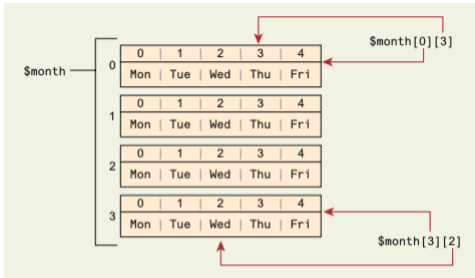 0 | 1 | 2 | 3 | 4
$month[0][3]
$month
0
Mon | Tue | Wed | Thu | Fri
0 | 1 | 2 | 3 | 4
1
Mon | Tue | Wed | Thu | Fri
0 | 1 | 2 | 3 | 4
2
Mon | Tue | Wed | Thu | Fri
0 | 1 | 2 | 3 | 4
3
Mon | Tue | Wed | Thu | Fri
$month[3][2]